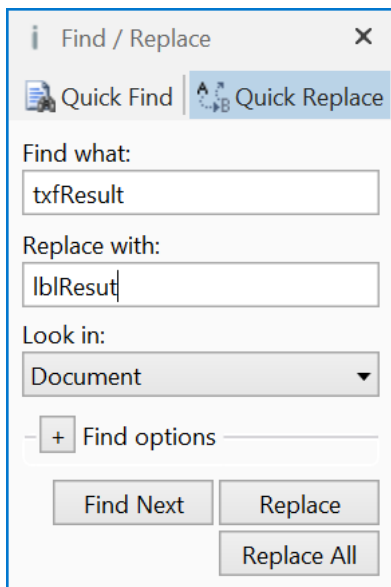 Find / Replace
Quick Find Quick Replace
Find what:
txfResult
Replace with:
lblResut
Look in:
Document
+ Find options
Find Next Replace
Replace All